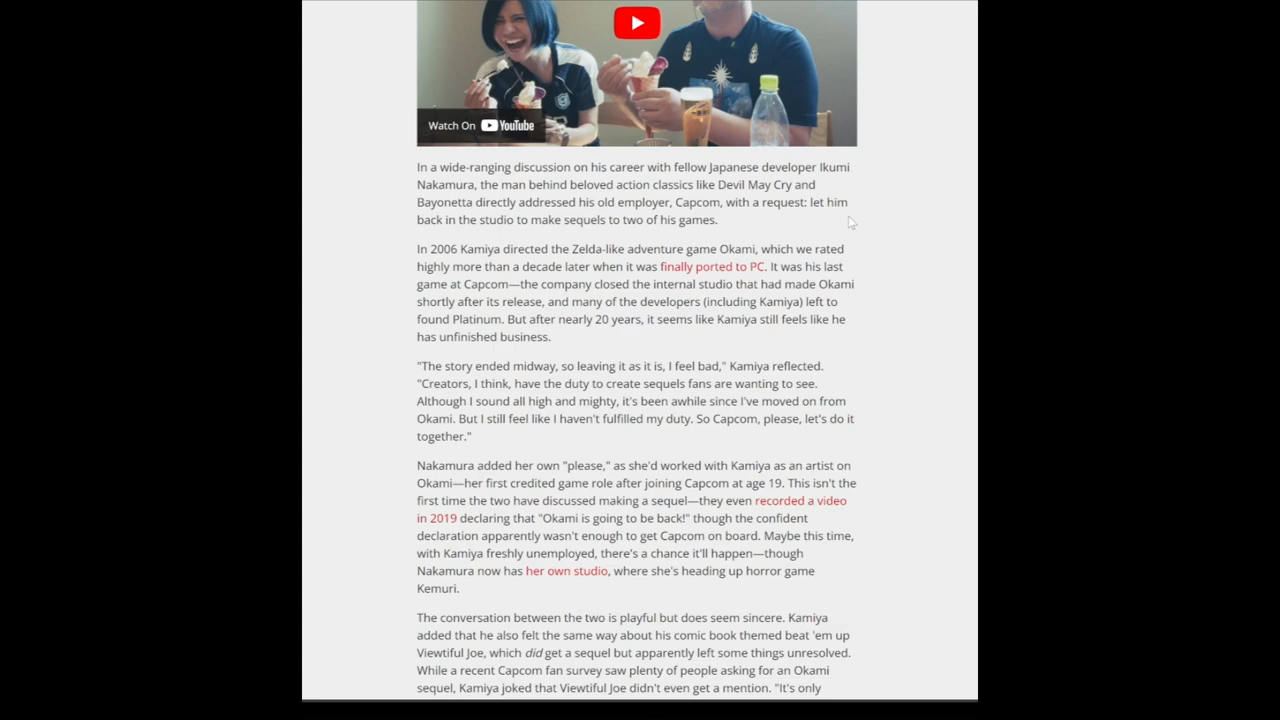 Watch On YouTube
In a wide-ranging discussion on his career with fellow Japanese developer Ikumi
Nakamura, the man behind beloved action classics like Devil May Cry and
Bayonetta directly addressed his old employer, Capcom, with a request: let him
back in the studio to make sequels to two of his games.
In 2006 Kamiya directed the Zelda-like adventure game Okami, which we rated
highly more than a decade later when it was finally ported to PC. It was his last
game at Capcom—the company closed the internal studio that had made Okami
shortly after its release, and many of the developers (including Kamiya) left to
found Platinum. But after nearly 20 years, it seems like Kamiya still feels like he
has unfinished business.
"The story ended midway, so leaving it as it is, I feel bad," Kamiya reflected.
"Creators, I think, have the duty to create sequels fans are wanting to see.
Although I sound all high and mighty, it's been awhile since I've moved on from
Okami. But I still feel like I haven't fulfilled my duty. So Capcom, please, let's do it
together."
Nakamura added her own "please," as she'd worked with Kamiya as an artist on
Okami—her first credited game role after joining Capcom at age 19. This isn't the
first time the two have discussed making a sequel—they even recorded a video
in 2019 declaring that "Okami is going to be back!" though the confident
declaration apparently wasn't enough to get Capcom on board. Maybe this time,
with Kamiya freshly unemployed, there's a chance it'll happen—though
Nakamura now has her own studio, where she's heading up horror game
Kemuri.
The conversation between the two is playful but does seem sincere. Kamiya
added that he also felt the same way about his comic book themed beat 'em up
Viewtiful Joe, which did get a sequel but apparently left some things unresolved.
While a recent Capcom fan survey saw plenty of people asking for an Okami
sequel, Kamiya joked that Viewtiful Joe didn't even get a mention. "It's only